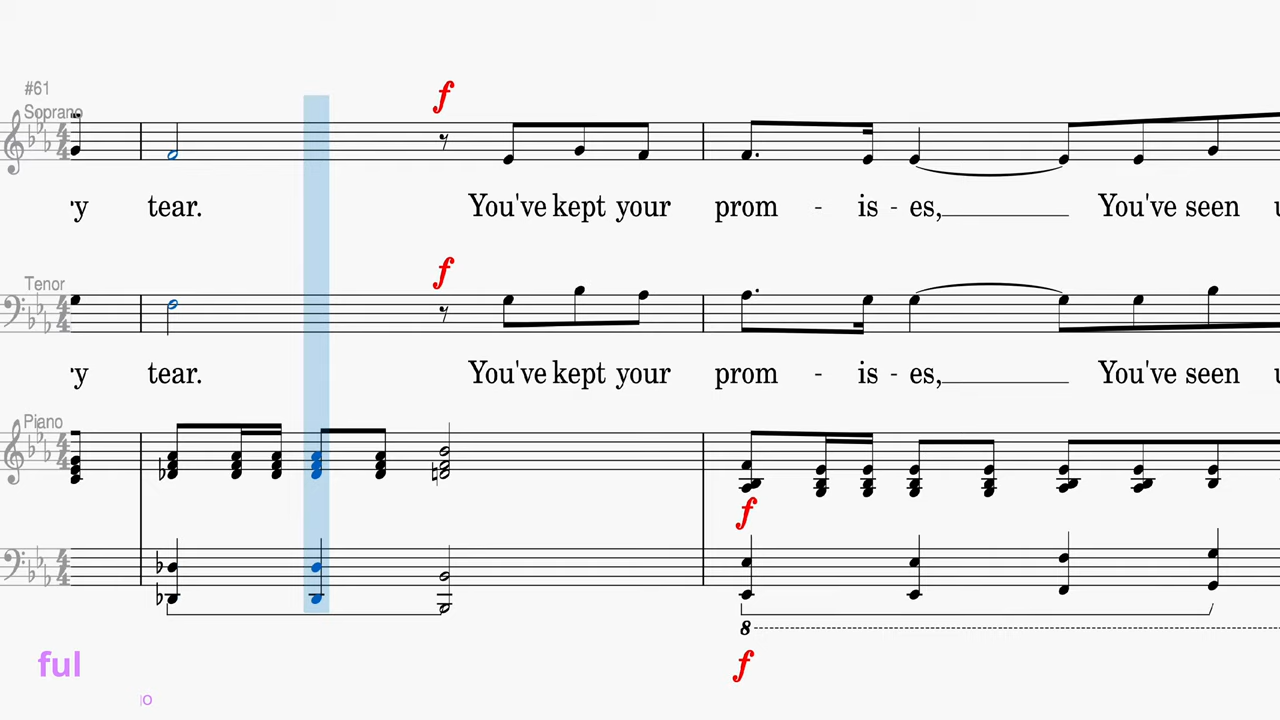 #61
Soprano
f
y tear. You've kept your prom - is - es, You've seen
Tenor
f
y tear. You've kept your prom - is - es, You've seen
Piano
f
8
f
ful